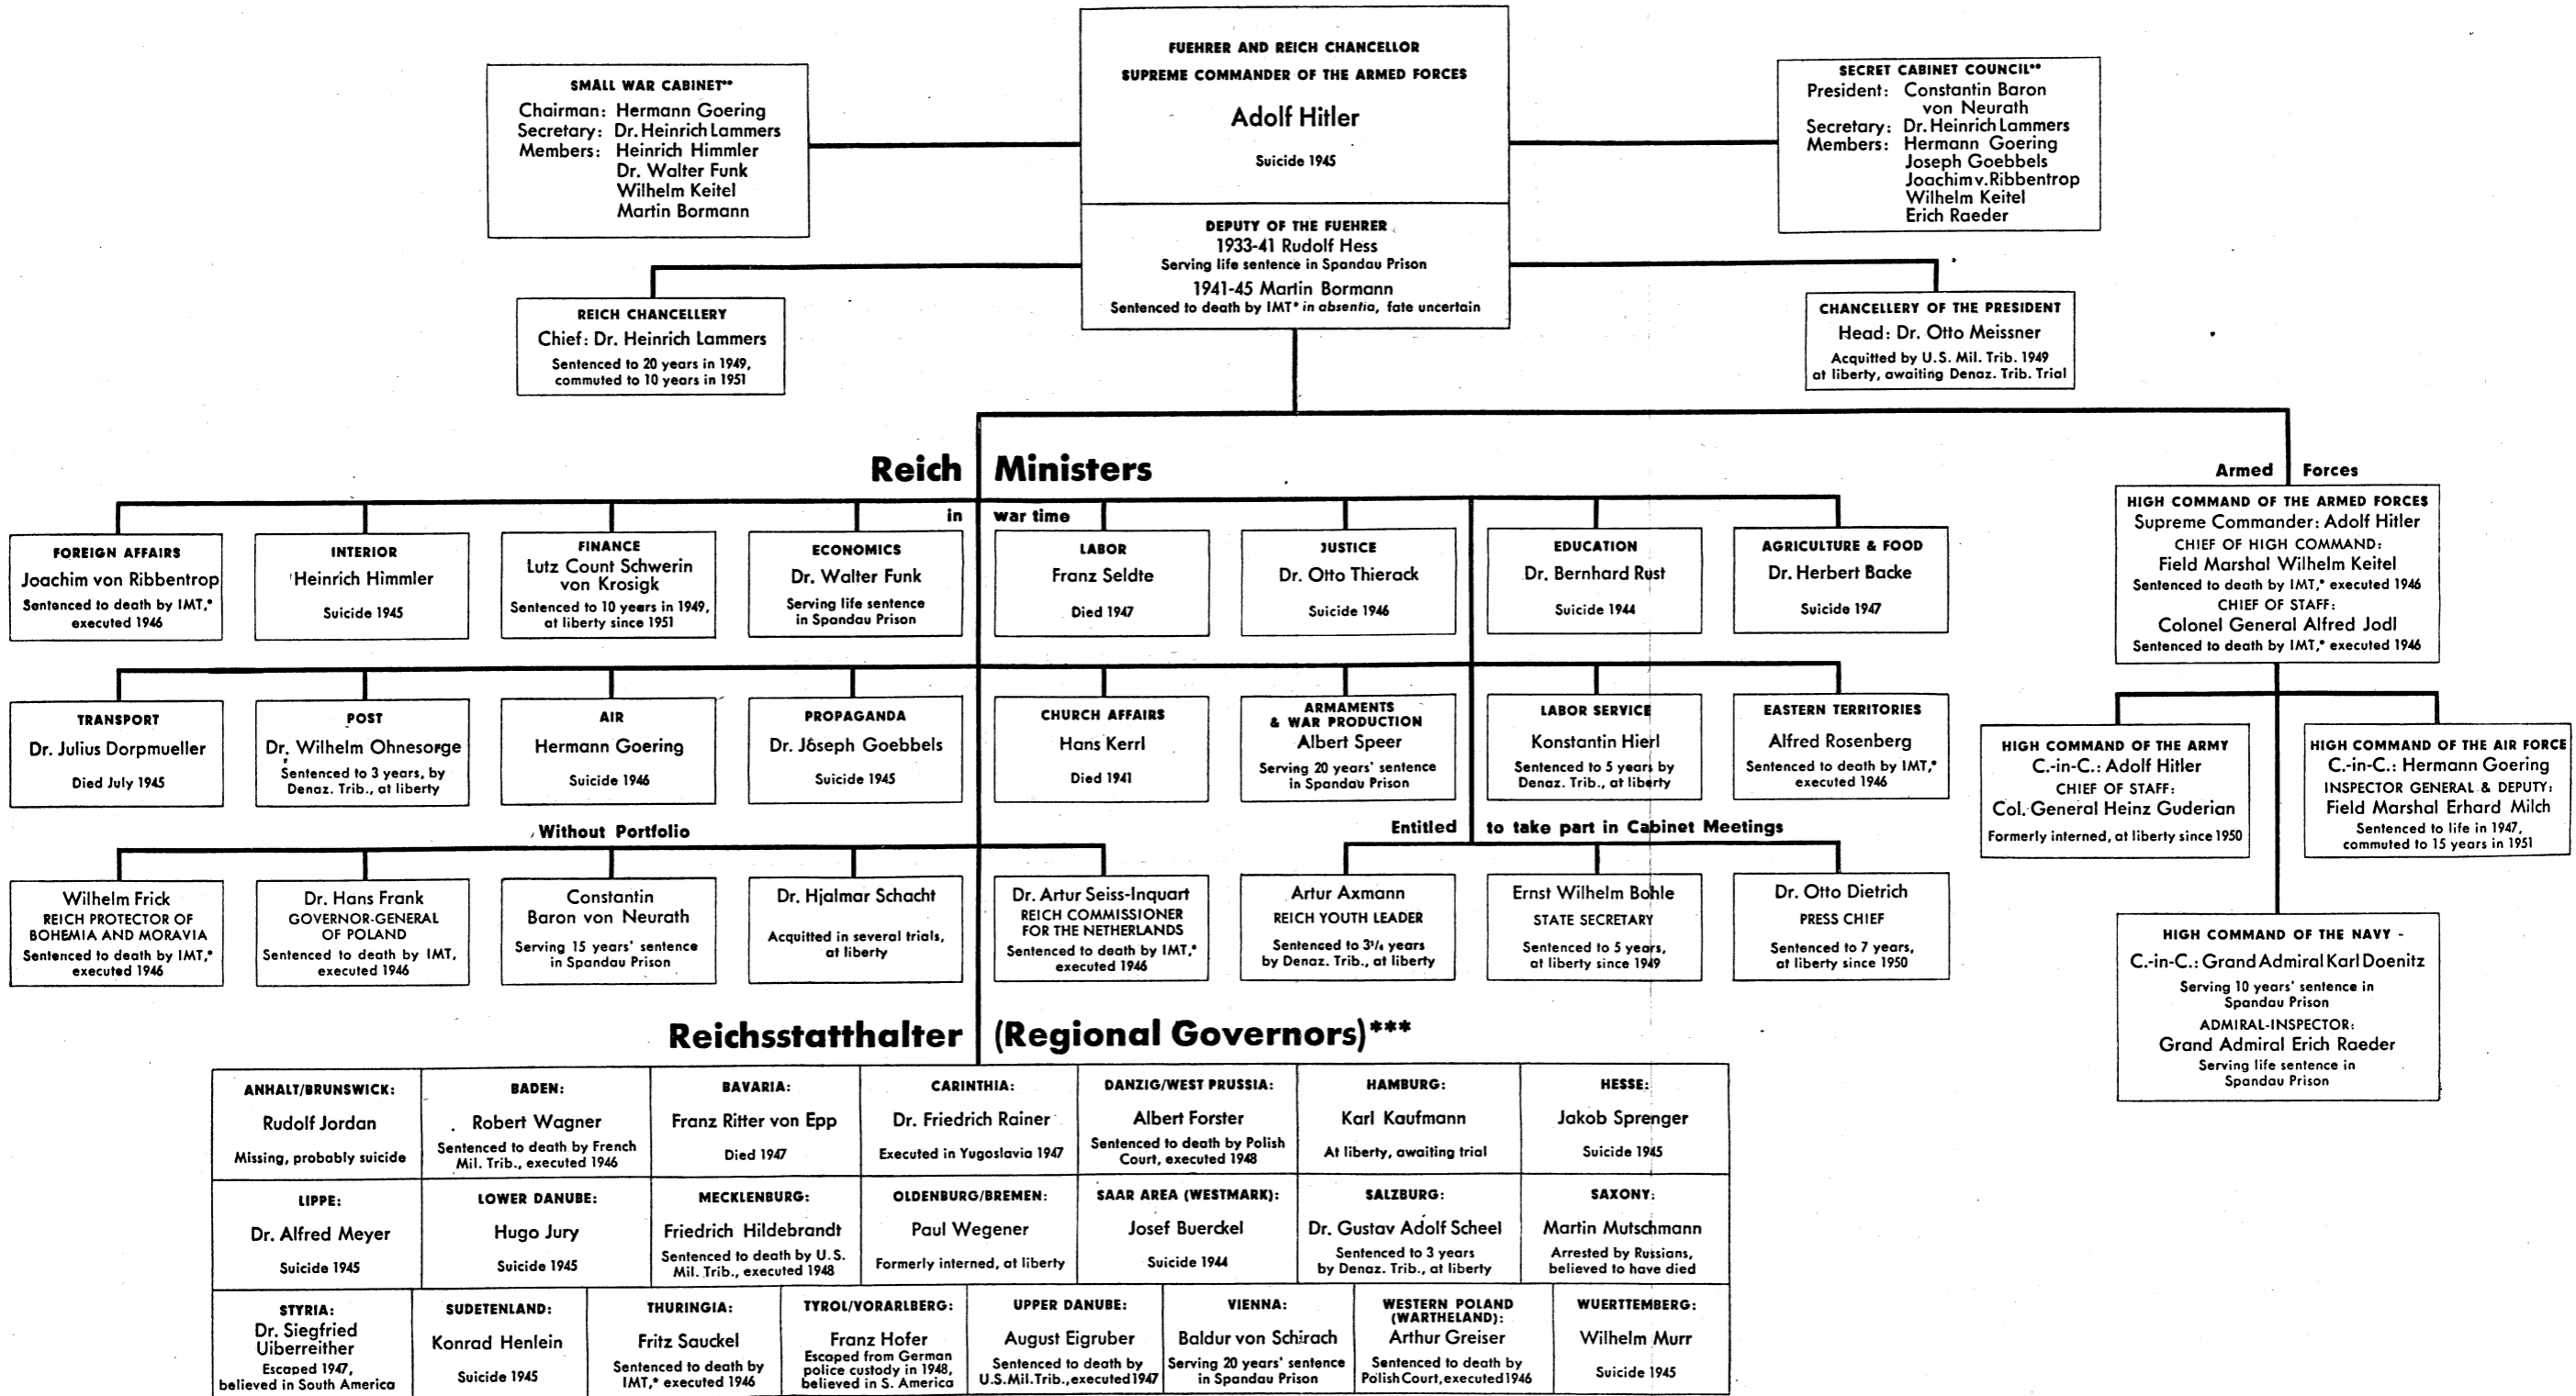 FUEHRER AND REICH CHANCELLOR
SUPREME COMMANDER OF THE ARMED FORCES
Adolf Hitler
Suicide 1945
DEPUTY OF THE FUEHRER
1933-41 Rudolf Hess
Serving life sentence in Spandau Prison
1941-45 Martin Bormann
Sentenced to death by IMT* in absentia, fate uncertain
SMALL WAR CABINET**
Chairman: Hermann Goering
Secretary: Dr. Heinrich Lammers
Members: Heinrich Himmler
Dr. Walter Funk
Wilhelm Keitel
Martin Bormann
SECRET CABINET COUNCIL**
President: Constantin Baron
von Neurath
Secretary: Dr. Heinrich Lammers
Members: Hermann Goering
Joseph Goebbels
Joachim v. Ribbentrop
Wilhelm Keitel
Erich Raeder
REICH CHANCELLERY
Chief: Dr. Heinrich Lammers
Sentenced to 20 years in 1949,
commuted to 10 years in 1951
CHANCELLERY OF THE PRESIDENT
Head: Dr. Otto Meissner
Acquitted by U.S. Mil. Trib. 1949
at liberty, awaiting Denaz. Trib. Trial
Reich Ministers
in war time
FOREIGN AFFAIRS
Joachim von Ribbentrop
Sentenced to death by IMT,*
executed 1946
INTERIOR
Heinrich Himmler
Suicide 1945
FINANCE
Lutz Count Schwerin
von Krosigk
Sentenced to 10 years in 1949,
at liberty since 1951
ECONOMICS
Dr. Walter Funk
Serving life sentence
in Spandau Prison
LABOR
Franz Seldte
Died 1947
JUSTICE
Dr. Otto Thierack
Suicide 1946
EDUCATION
Dr. Bernhard Rust
Suicide 1944
AGRICULTURE & FOOD
Dr. Herbert Backe
Suicide 1947
TRANSPORT
Dr. Julius Dorpmueller
Died July 1945
POST
Dr. Wilhelm Ohnesorge
Sentenced to 3 years, by
Denaz. Trib., at liberty
AIR
Hermann Goering
Suicide 1946
PROPAGANDA
Dr. Joseph Goebbels
Suicide 1945
CHURCH AFFAIRS
Hans Kerrl
Died 1941
ARMAMENTS
& WAR PRODUCTION
Albert Speer
Serving 20 years' sentence
in Spandau Prison
LABOR SERVICE
Konstantin Hierl
Sentenced to 5 years by
Denaz. Trib., at liberty
EASTERN TERRITORIES
Alfred Rosenberg
Sentenced to death by IMT,*
executed 1946
Without Portfolio
Wilhelm Frick
REICH PROTECTOR OF
BOHEMIA AND MORAVIA
Sentenced to death by IMT,*
executed 1946
Dr. Hans Frank
GOVERNOR-GENERAL
OF POLAND
Sentenced to death by IMT,
executed 1946
Constantin
Baron von Neurath
Serving 15 years' sentence
in Spandau Prison
Dr. Hjalmar Schacht
Acquitted in several trials,
at liberty
Dr. Artur Seiss-Inquart
REICH COMMISSIONER
FOR THE NETHERLANDS
Sentenced to death by IMT,*
executed 1946
Entitled to take part in Cabinet Meetings
Artur Axmann
REICH YOUTH LEADER
Sentenced to 3¼ years
by Denaz. Trib., at liberty
Ernst Wilhelm Bohle
STATE SECRETARY
Sentenced to 5 years,
at liberty since 1949
Dr. Otto Dietrich
PRESS CHIEF
Sentenced to 7 years,
at liberty since 1950
Armed Forces
HIGH COMMAND OF THE ARMED FORCES
Supreme Commander: Adolf Hitler
CHIEF OF HIGH COMMAND:
Field Marshal Wilhelm Keitel
Sentenced to death by IMT,* executed 1946
CHIEF OF STAFF:
Colonel General Alfred Jodl
Sentenced to death by IMT,* executed 1946
HIGH COMMAND OF THE ARMY
C.-in-C.: Adolf Hitler
CHIEF OF STAFF:
Col. General Heinz Guderian
Formerly interned, at liberty since 1950
HIGH COMMAND OF THE AIR FORCE
C.-in-C.: Hermann Goering
INSPECTOR GENERAL & DEPUTY:
Field Marshal Erhard Milch
Sentenced to life in 1947,
commuted to 15 years in 1951
HIGH COMMAND OF THE NAVY -
C.-in-C.: Grand Admiral Karl Doenitz
Serving 10 years' sentence in
Spandau Prison
ADMIRAL-INSPECTOR:
Grand Admiral Erich Raeder
Serving life sentence in
Spandau Prison
Reichsstatthalter (Regional Governors)***
ANHALT/BRUNSWICK:
Rudolf Jordan
Missing, probably suicide
BADEN:
Robert Wagner
Sentenced to death by French
Mil. Trib., executed 1946
BAVARIA:
Franz Ritter von Epp
Died 1947
CARINTHIA:
Dr. Friedrich Rainer
Executed in Yugoslavia 1947
DANZIG/WEST PRUSSIA:
Albert Forster
Sentenced to death by Polish
Court, executed 1948
HAMBURG:
Karl Kaufmann
At liberty, awaiting trial
HESSE:
Jakob Sprenger
Suicide 1945
LIPPE:
Dr. Alfred Meyer
Suicide 1945
LOWER DANUBE:
Hugo Jury
Suicide 1945
MECKLENBURG:
Friedrich Hildebrandt
Sentenced to death by U.S.
Mil. Trib., executed 1948
OLDENBURG/BREMEN:
Paul Wegener
Formerly interned, at liberty
SAAR AREA (WESTMARK):
Josef Buerckel
Suicide 1944
SALZBURG:
Dr. Gustav Adolf Scheel
Sentenced to 3 years
by Denaz. Trib., at liberty
SAXONY:
Martin Mutschmann
Arrested by Russians,
believed to have died
STYRIA:
Dr. Siegfried
Uiberreither
Escaped 1947,
believed in South America
SUDETENLAND:
Konrad Henlein
Suicide 1945
THURINGIA:
Fritz Sauckel
Sentenced to death by
IMT,* executed 1946
TYROL/VORARLBERG:
Franz Hofer
Escaped from German
police custody in 1948,
believed in S. America
UPPER DANUBE:
August Eigruber
Sentenced to death by
U.S. Mil. Trib., executed 1947
VIENNA:
Baldur von Schirach
Serving 20 years' sentence
in Spandau Prison
WESTERN POLAND
(WARTHELAND):
Arthur Greiser
Sentenced to death by
Polish Court, executed 1946
WUERTTEMBERG:
Wilhelm Murr
Suicide 1945